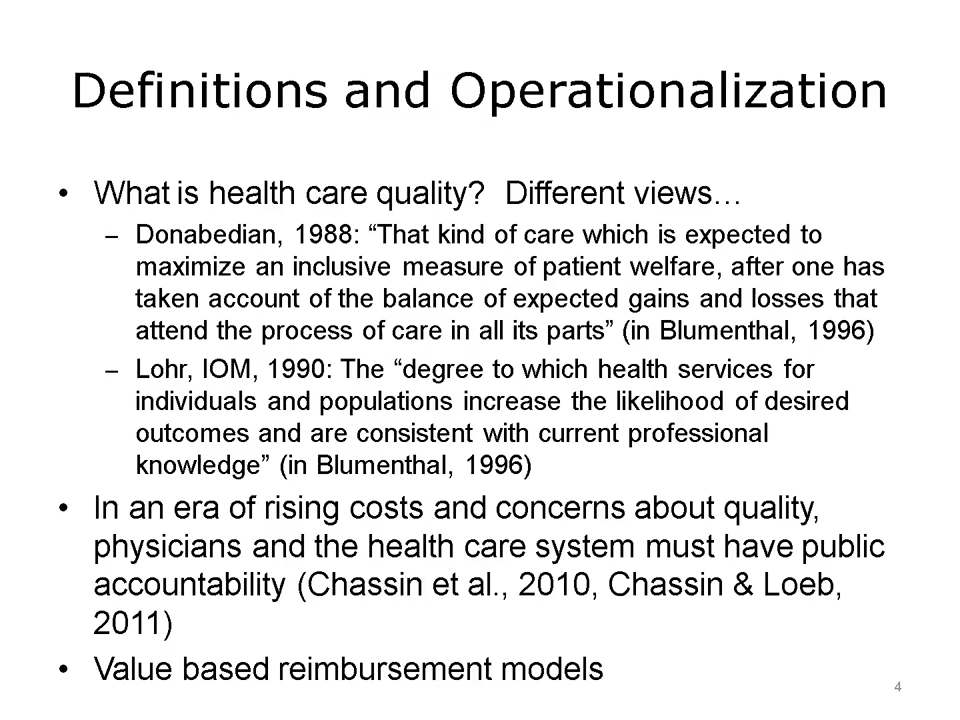 Definitions and Operationalization
• What is health care quality?  Different views…
– Donabedian, 1988: “That kind of care which is expected to
maximize an inclusive measure of patient welfare, after one has
taken account of the balance of expected gains and losses that
attend the process of care in all its parts” (in Blumenthal, 1996)
– Lohr, IOM, 1990: The “degree to which health services for
individuals and populations increase the likelihood of desired
outcomes and are consistent with current professional
knowledge” (in Blumenthal, 1996)
• In an era of rising costs and concerns about quality,
physicians and the health care system must have public
accountability (Chassin et al., 2010, Chassin & Loeb,
2011)
• Value based reimbursement models
4